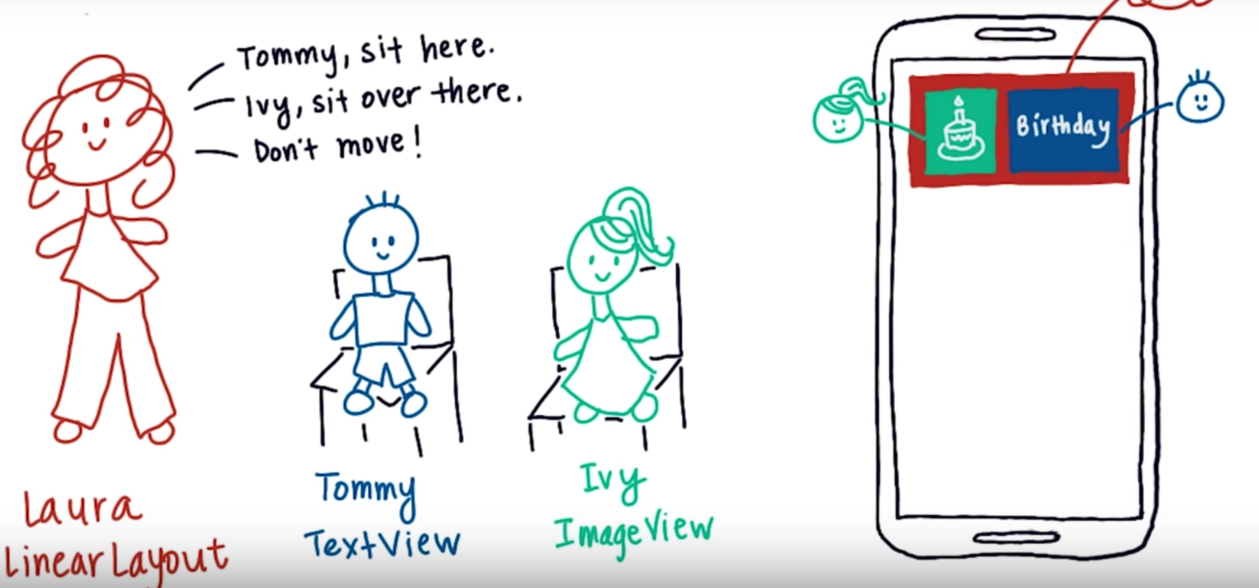 Tommy, sit here.
Ivy, sit over there.
Don't move!
Birthday
Laura
LinearLayout
Tommy
TextView
Ivy
ImageView